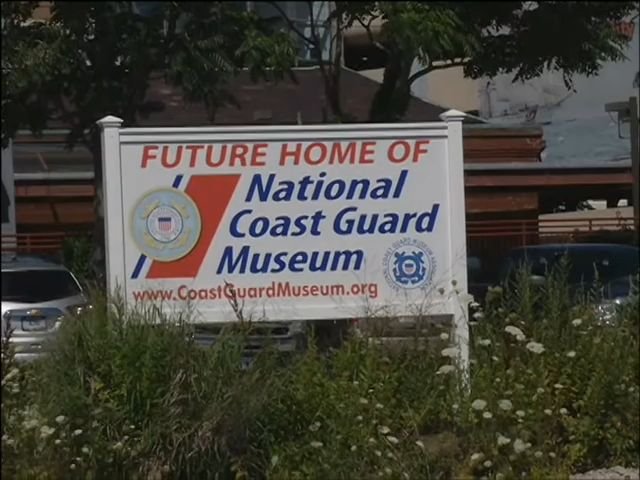 FUTURE HOME OF
National
Coast Guard
Museum
www.CoastGuardMuseum.org